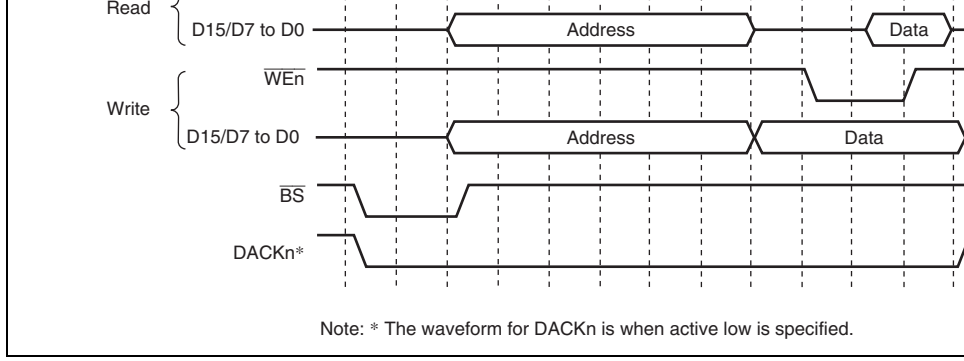 Read
D15/D7 to D0 Address Data
WEn
Write
D15/D7 to D0 Address Data
BS
DACKn*
Note: * The waveform for DACKn is when active low is specified.